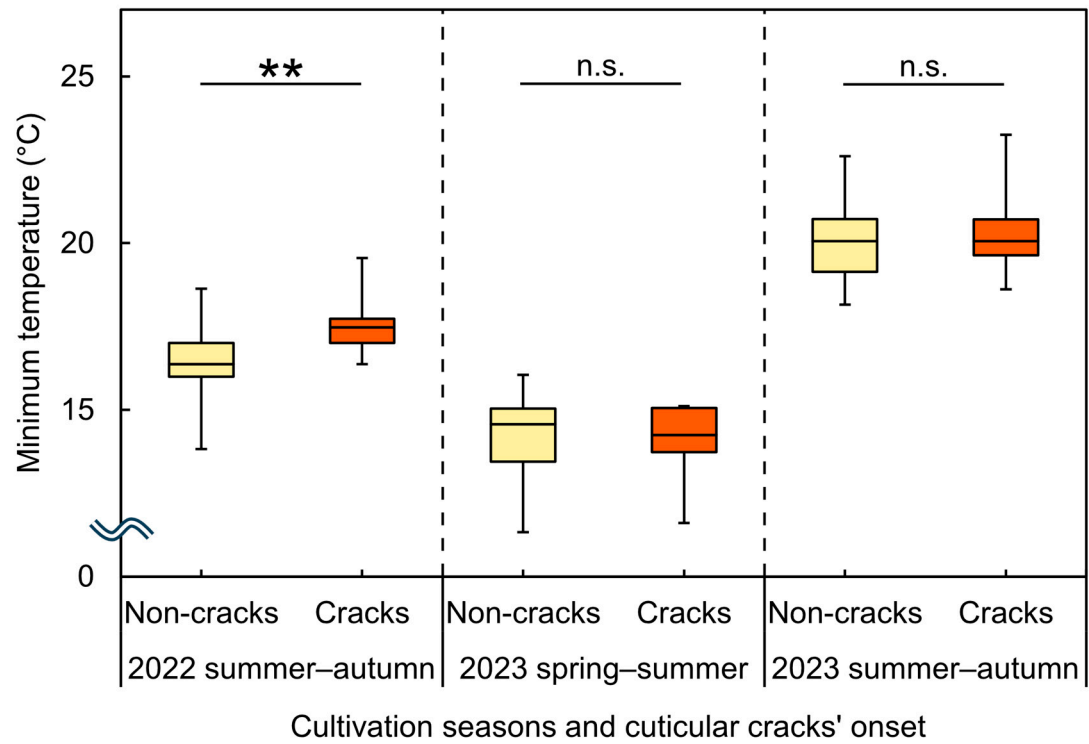 ** n.s. n.s.
25
20
15
0
Minimum temperature (°C)
Non-cracks Cracks Non-cracks Cracks Non-cracks Cracks
2022 summer–autumn 2023 spring–summer 2023 summer–autumn
Cultivation seasons and cuticular cracks' onset